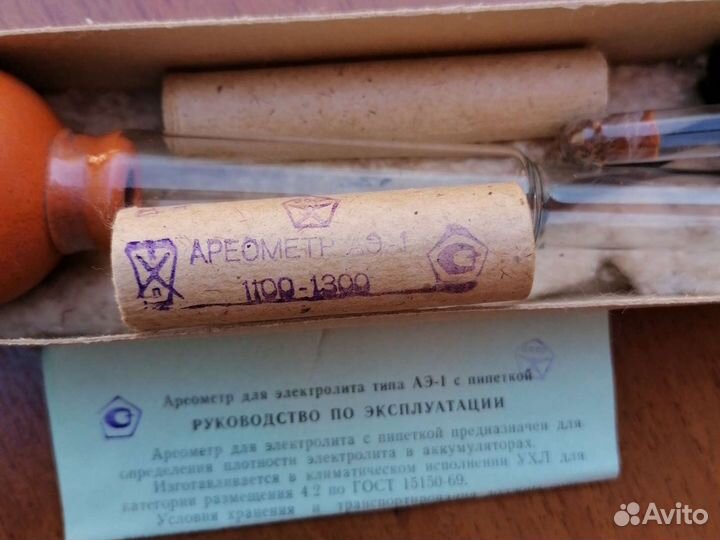 АРЕОМЕТР АЭ-1
1100-1300
Ареометр для электролита типа АЭ-1 с пипеткой
РУКОВОДСТВО ПО ЭКСПЛУАТАЦИИ
Ареометр для электролита с пипеткой предназначен для
определения плотности электролита в аккумуляторах.
Изготавливается в климатическом исполнении УХЛ для
категории размещения 4.2 по ГОСТ 15150-69.
Условия хранения и транспортирования
Avito